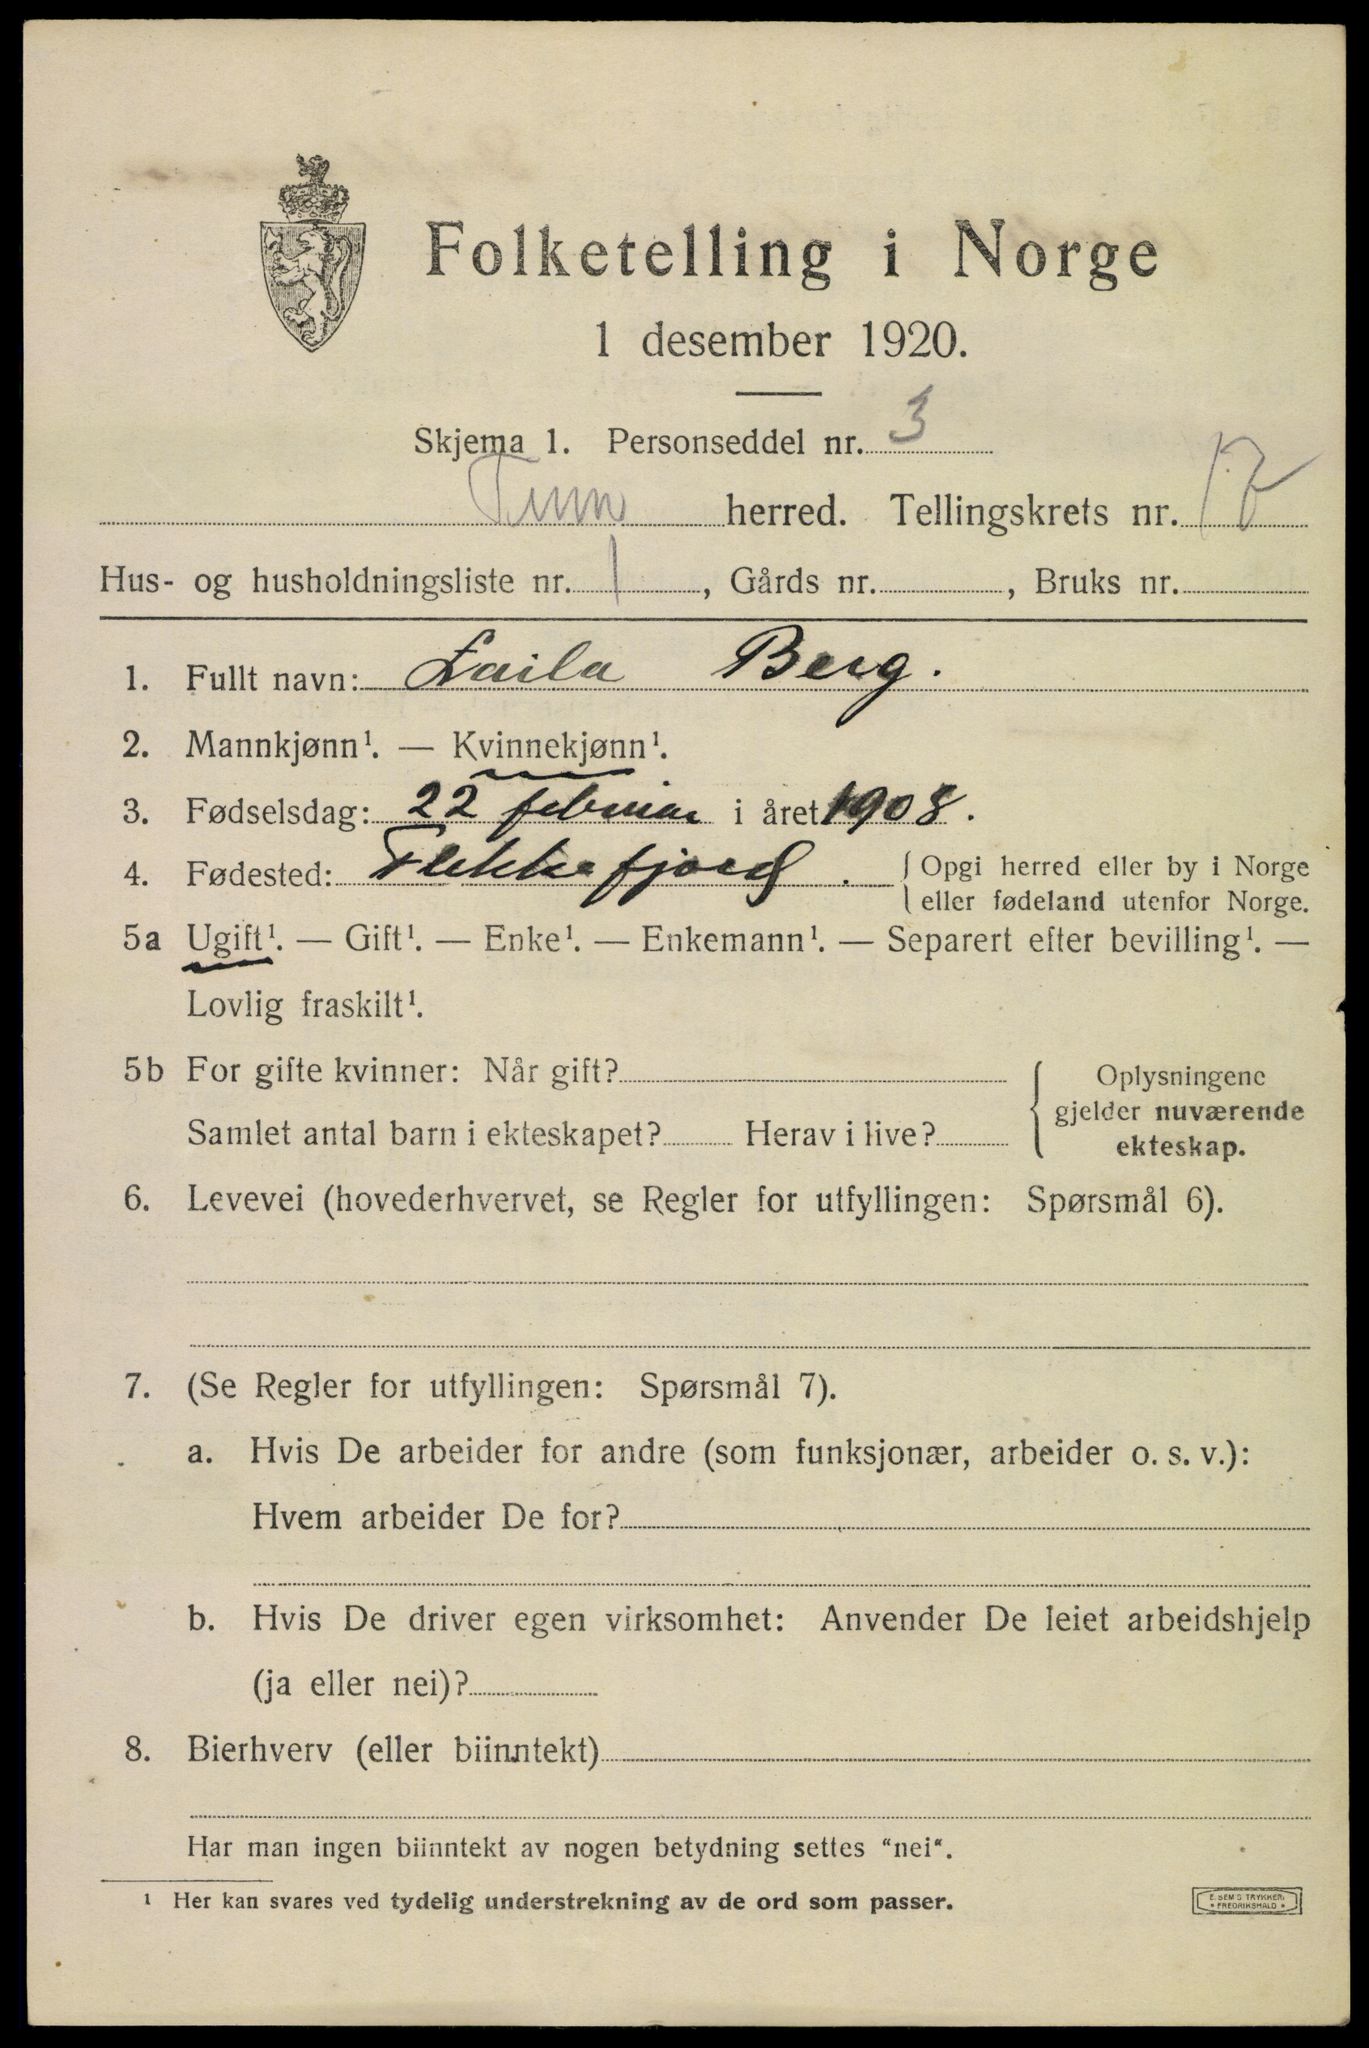 Folketelling i Norge
1 desember 1920.
Skjema 1. Personseddel nr. 3
herred. Tellingskrets nr. 17
Hus- og husholdningsliste nr. 1, Gårds nr., Bruks nr.
1. Fullt navn: Laila Berg.
2. Mannkjønn¹. — Kvinnekjønn¹.
3. Fødselsdag: 22 februar i året 1908.
4. Fødested: Flekkefjord. { Opgi herred eller by i Norge
eller fødeland utenfor Norge.
5a Ugift¹. — Gift¹. — Enke¹. — Enkemann¹. — Separert efter bevilling¹. —
Lovlig fraskilt¹.
5b For gifte kvinner: Når gift?
Samlet antal barn i ekteskapet? Herav i live?
Oplysningene
gjelder nuværende
ekteskap.
6. Levevei (hovederhvervet, se Regler for utfyllingen: Spørsmål 6).
7. (Se Regler for utfyllingen: Spørsmål 7).
a. Hvis De arbeider for andre (som funksjonær, arbeider o. s. v.):
Hvem arbeider De for?
b. Hvis De driver egen virksomhet: Anvender De leiet arbeidshjelp
(ja eller nei)?
8. Bierhverv (eller biinntekt)
Har man ingen biinntekt av nogen betydning settes "nei".
¹ Her kan svares ved tydelig understrekning av de ord som passer.
E. SEM'S TRYKKERI
* FREDRIKSHALD *